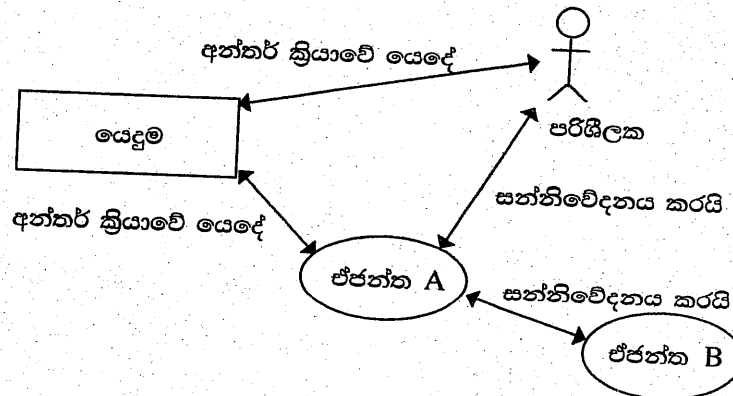 අන්තර් ක්‍රියාවේ යෙදේ
යෙදුම
පරිශීලක
සන්නිවේදනය කරයි
අන්තර් ක්‍රියාවේ යෙදේ
ඒජන්ත A
සන්නිවේදනය කරයි
ඒජන්ත B